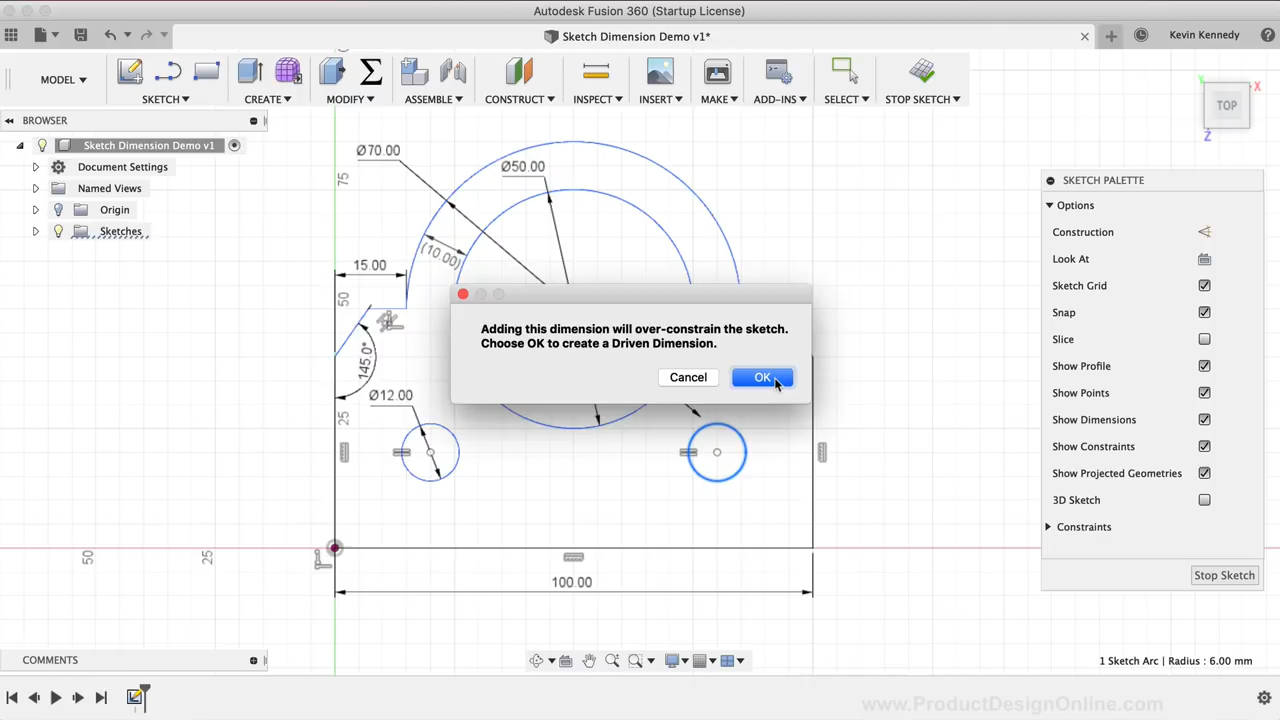 Autodesk Fusion 360 (Startup License)
Sketch Dimension Demo v1*
Kevin Kennedy
MODEL
SKETCH
CREATE
MODIFY
ASSEMBLE
CONSTRUCT
INSPECT
INSERT
MAKE
ADD-INS
SELECT
STOP SKETCH
TOP
X
Y
Z
BROWSER
Sketch Dimension Demo v1
Document Settings
Named Views
Origin
Sketches
Ø70.00
Ø50.00
75
(10.00)
15.00
50
145.0°
Ø12.00
25
50
25
100.00
Adding this dimension will over-constrain the sketch.
Choose OK to create a Driven Dimension.
Cancel
OK
SKETCH PALETTE
Options
Construction
Look At
Sketch Grid
Snap
Slice
Show Profile
Show Points
Show Dimensions
Show Constraints
Show Projected Geometries
3D Sketch
Constraints
Stop Sketch
COMMENTS
1 Sketch Arc | Radius : 6.00 mm
www.ProductDesignOnline.com